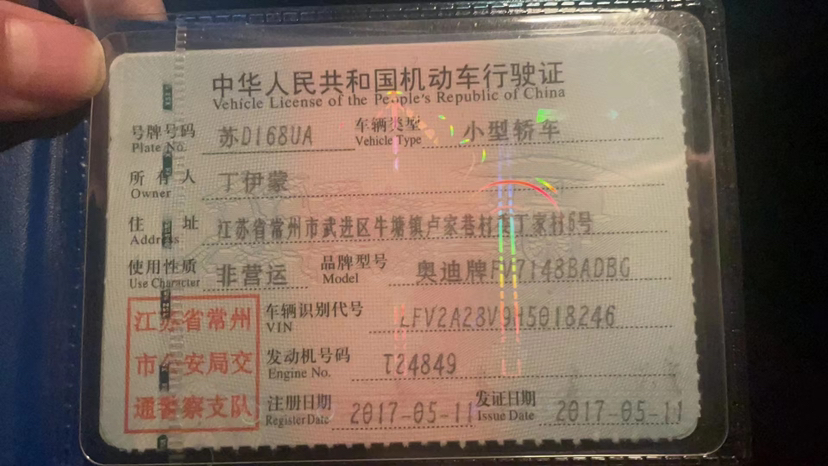 中华人民共和国机动车行驶证
Vehicle License of the People's Republic of China
号牌号码 苏D168UA 车辆类型 小型轿车
Plate No. Vehicle Type
所有人 丁伊蒙
Owner
住址 江苏省常州市武进区牛塘镇卢家巷村委丁家村6号
Address
使用性质 非营运 品牌型号 奥迪牌FV7148BADBG
Use Character Model
江苏省常州
市公安局交
通警察支队
车辆识别代号 LFV2A28V9H5018246
VIN
发动机号码 T24849
Engine No.
注册日期 2017-05-11 发证日期 2017-05-11
Register Date Issue Date